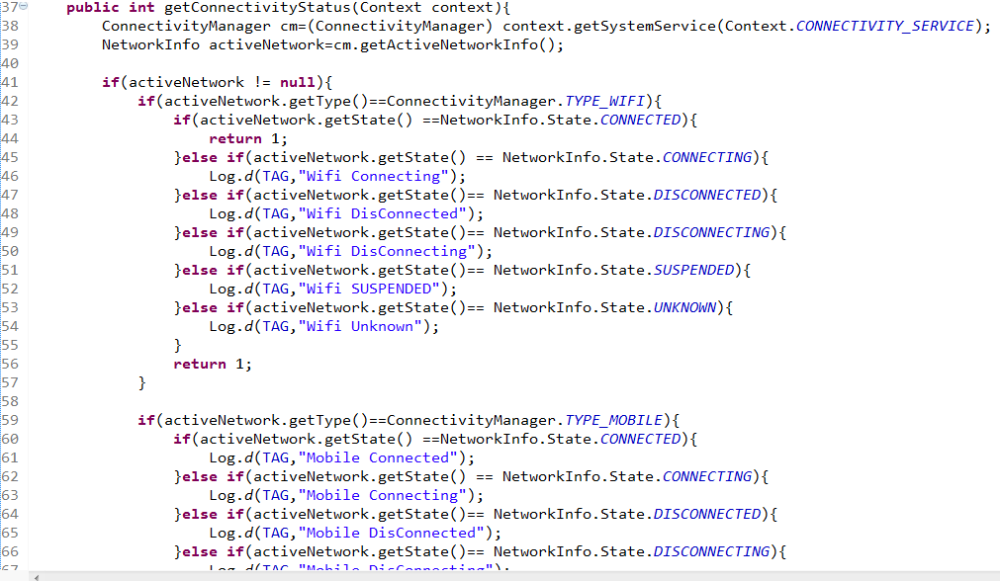 37 public int getConnectivityStatus(Context context){
38 ConnectivityManager cm=(ConnectivityManager) context.getSystemService(Context.CONNECTIVITY_SERVICE);
39 NetworkInfo activeNetwork=cm.getActiveNetworkInfo();
40
41 if(activeNetwork != null){
42 if(activeNetwork.getType()==ConnectivityManager.TYPE_WIFI){
43 if(activeNetwork.getState() ==NetworkInfo.State.CONNECTED){
44 return 1;
45 }else if(activeNetwork.getState() == NetworkInfo.State.CONNECTING){
46 Log.d(TAG,"Wifi Connecting");
47 }else if(activeNetwork.getState()== NetworkInfo.State.DISCONNECTED){
48 Log.d(TAG,"Wifi DisConnected");
49 }else if(activeNetwork.getState()== NetworkInfo.State.DISCONNECTING){
50 Log.d(TAG,"Wifi DisConnecting");
51 }else if(activeNetwork.getState()== NetworkInfo.State.SUSPENDED){
52 Log.d(TAG,"Wifi SUSPENDED");
53 }else if(activeNetwork.getState()== NetworkInfo.State.UNKNOWN){
54 Log.d(TAG,"Wifi Unknown");
55 }
56 return 1;
57 }
58
59 if(activeNetwork.getType()==ConnectivityManager.TYPE_MOBILE){
60 if(activeNetwork.getState() ==NetworkInfo.State.CONNECTED){
61 Log.d(TAG,"Mobile Connected");
62 }else if(activeNetwork.getState() == NetworkInfo.State.CONNECTING){
63 Log.d(TAG,"Mobile Connecting");
64 }else if(activeNetwork.getState()== NetworkInfo.State.DISCONNECTED){
65 Log.d(TAG,"Mobile DisConnected");
66 }else if(activeNetwork.getState()== NetworkInfo.State.DISCONNECTING){
67 Log.d(TAG,"Mobile DisConnecting");